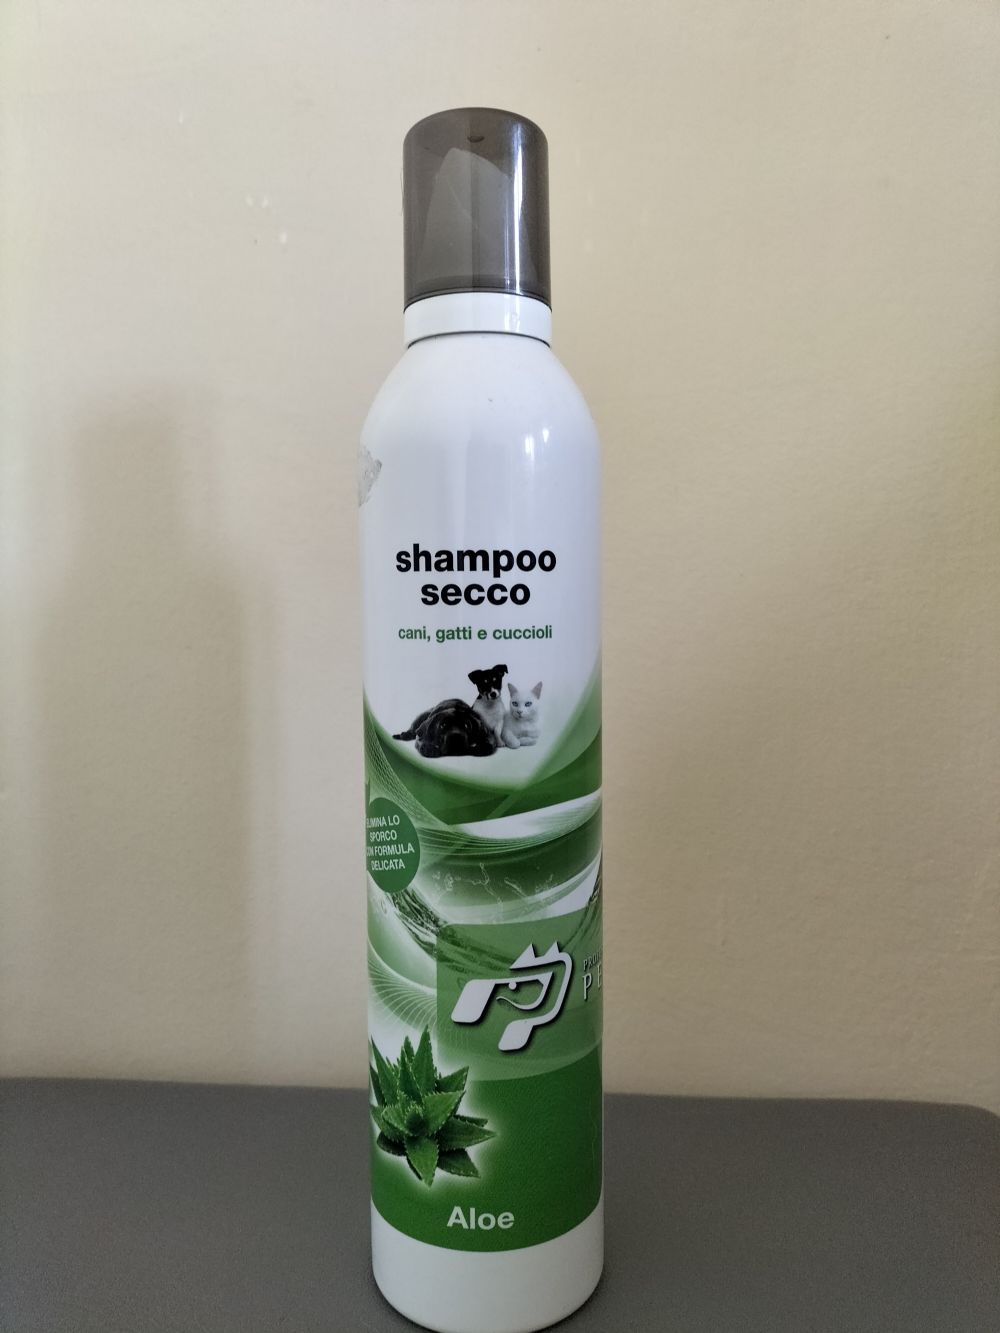 shampoo
secco
cani, gatti e cuccioli
ELIMINA LO
SPORCO
CON FORMULA
DELICATA
Aloe